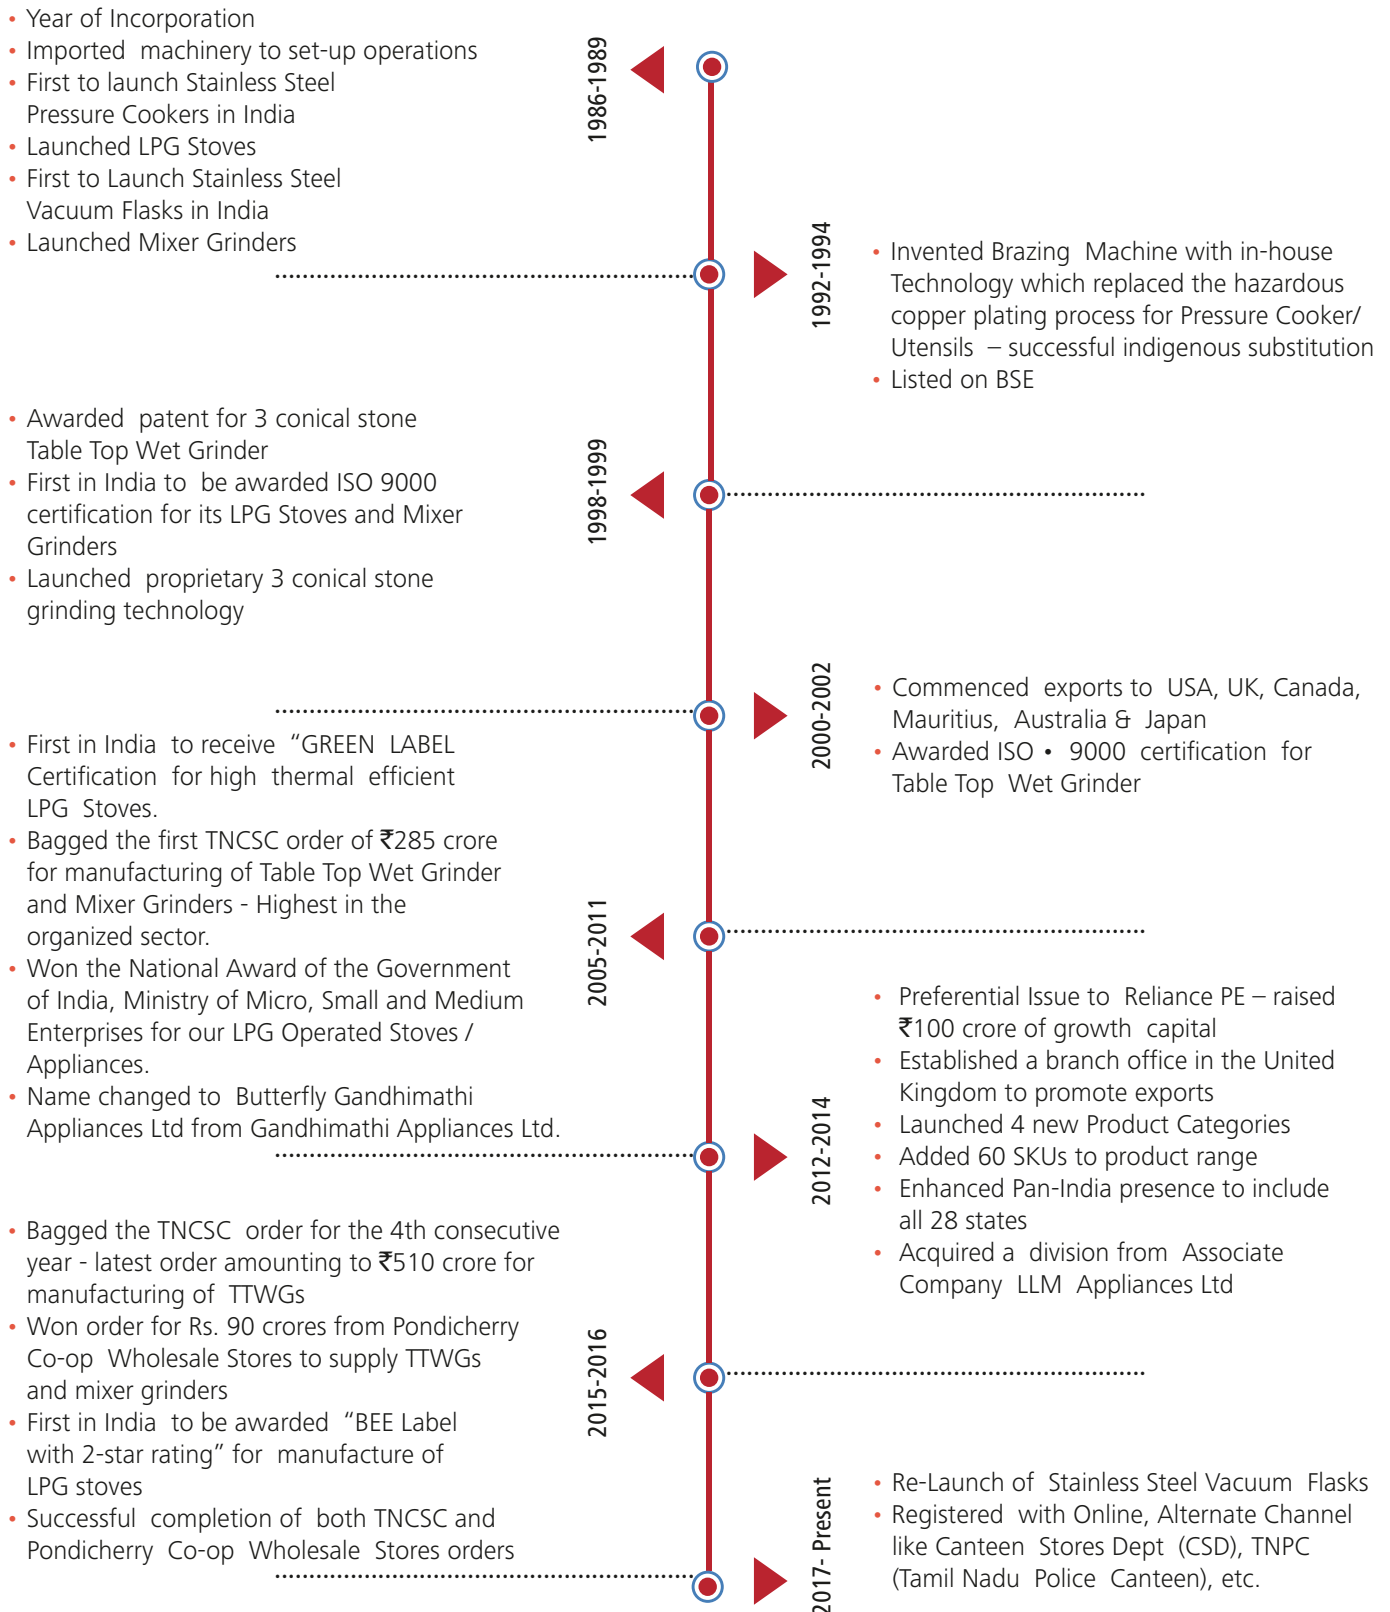 • Year of Incorporation
• Imported machinery to set-up operations
• First to launch Stainless Steel
Pressure Cookers in India
• Launched LPG Stoves
• First to Launch Stainless Steel
Vacuum Flasks in India
• Launched Mixer Grinders
1986-1989
1992-1994
• Invented Brazing Machine with in-house
Technology which replaced the hazardous
copper plating process for Pressure Cooker/
Utensils – successful indigenous substitution
• Listed on BSE
• Awarded patent for 3 conical stone
Table Top Wet Grinder
• First in India to be awarded ISO 9000
certification for its LPG Stoves and Mixer
Grinders
• Launched proprietary 3 conical stone
grinding technology
1998-1999
2000-2002
• Commenced exports to USA, UK, Canada,
Mauritius, Australia & Japan
• Awarded ISO • 9000 certification for
Table Top Wet Grinder
• First in India to receive “GREEN LABEL
Certification for high thermal efficient
LPG Stoves.
• Bagged the first TNCSC order of ₹285 crore
for manufacturing of Table Top Wet Grinder
and Mixer Grinders - Highest in the
organized sector.
• Won the National Award of the Government
of India, Ministry of Micro, Small and Medium
Enterprises for our LPG Operated Stoves /
Appliances.
• Name changed to Butterfly Gandhimathi
Appliances Ltd from Gandhimathi Appliances Ltd.
2005-2011
2012-2014
• Preferential Issue to Reliance PE – raised
₹100 crore of growth capital
• Established a branch office in the United
Kingdom to promote exports
• Launched 4 new Product Categories
• Added 60 SKUs to product range
• Enhanced Pan-India presence to include
all 28 states
• Acquired a division from Associate
Company LLM Appliances Ltd
• Bagged the TNCSC order for the 4th consecutive
year - latest order amounting to ₹510 crore for
manufacturing of TTWGs
• Won order for Rs. 90 crores from Pondicherry
Co-op Wholesale Stores to supply TTWGs
and mixer grinders
• First in India to be awarded “BEE Label
with 2-star rating” for manufacture of
LPG stoves
• Successful completion of both TNCSC and
Pondicherry Co-op Wholesale Stores orders
2015-2016
2017- Present
• Re-Launch of Stainless Steel Vacuum Flasks
• Registered with Online, Alternate Channel
like Canteen Stores Dept (CSD), TNPC
(Tamil Nadu Police Canteen), etc.